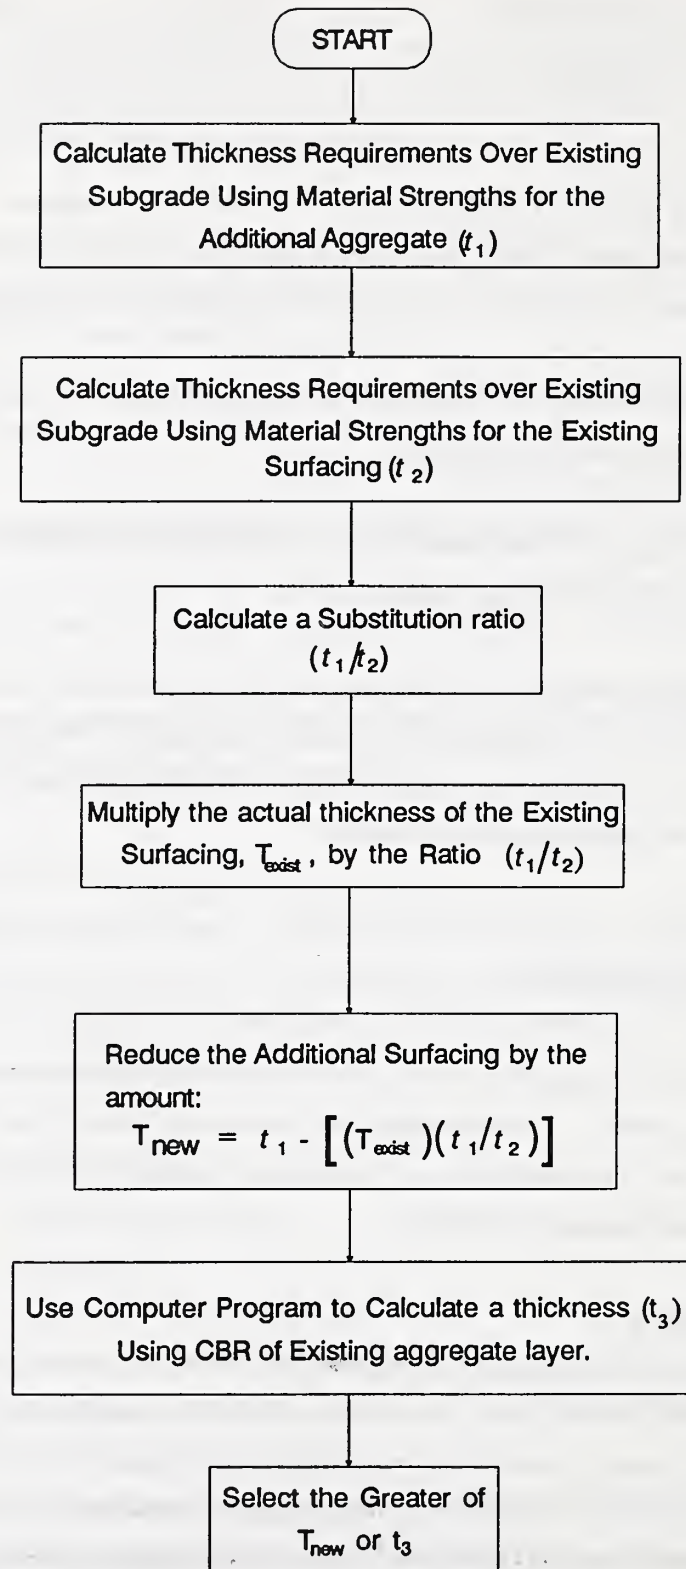 START
Calculate Thickness Requirements Over Existing
Subgrade Using Material Strengths for the
Additional Aggregate (t₁)
Calculate Thickness Requirements over Existing
Subgrade Using Material Strengths for the Existing
Surfacing (t₂)
Calculate a Substitution ratio
(t₁/t₂)
Multiply the actual thickness of the Existing
Surfacing, T_exist, by the Ratio (t₁/t₂)
Reduce the Additional Surfacing by the
amount:
T_new = t₁ - [(T_exist)(t₁/t₂)]
Use Computer Program to Calculate a thickness (t₃)
Using CBR of Existing aggregate layer.
Select the Greater of
T_new or t₃